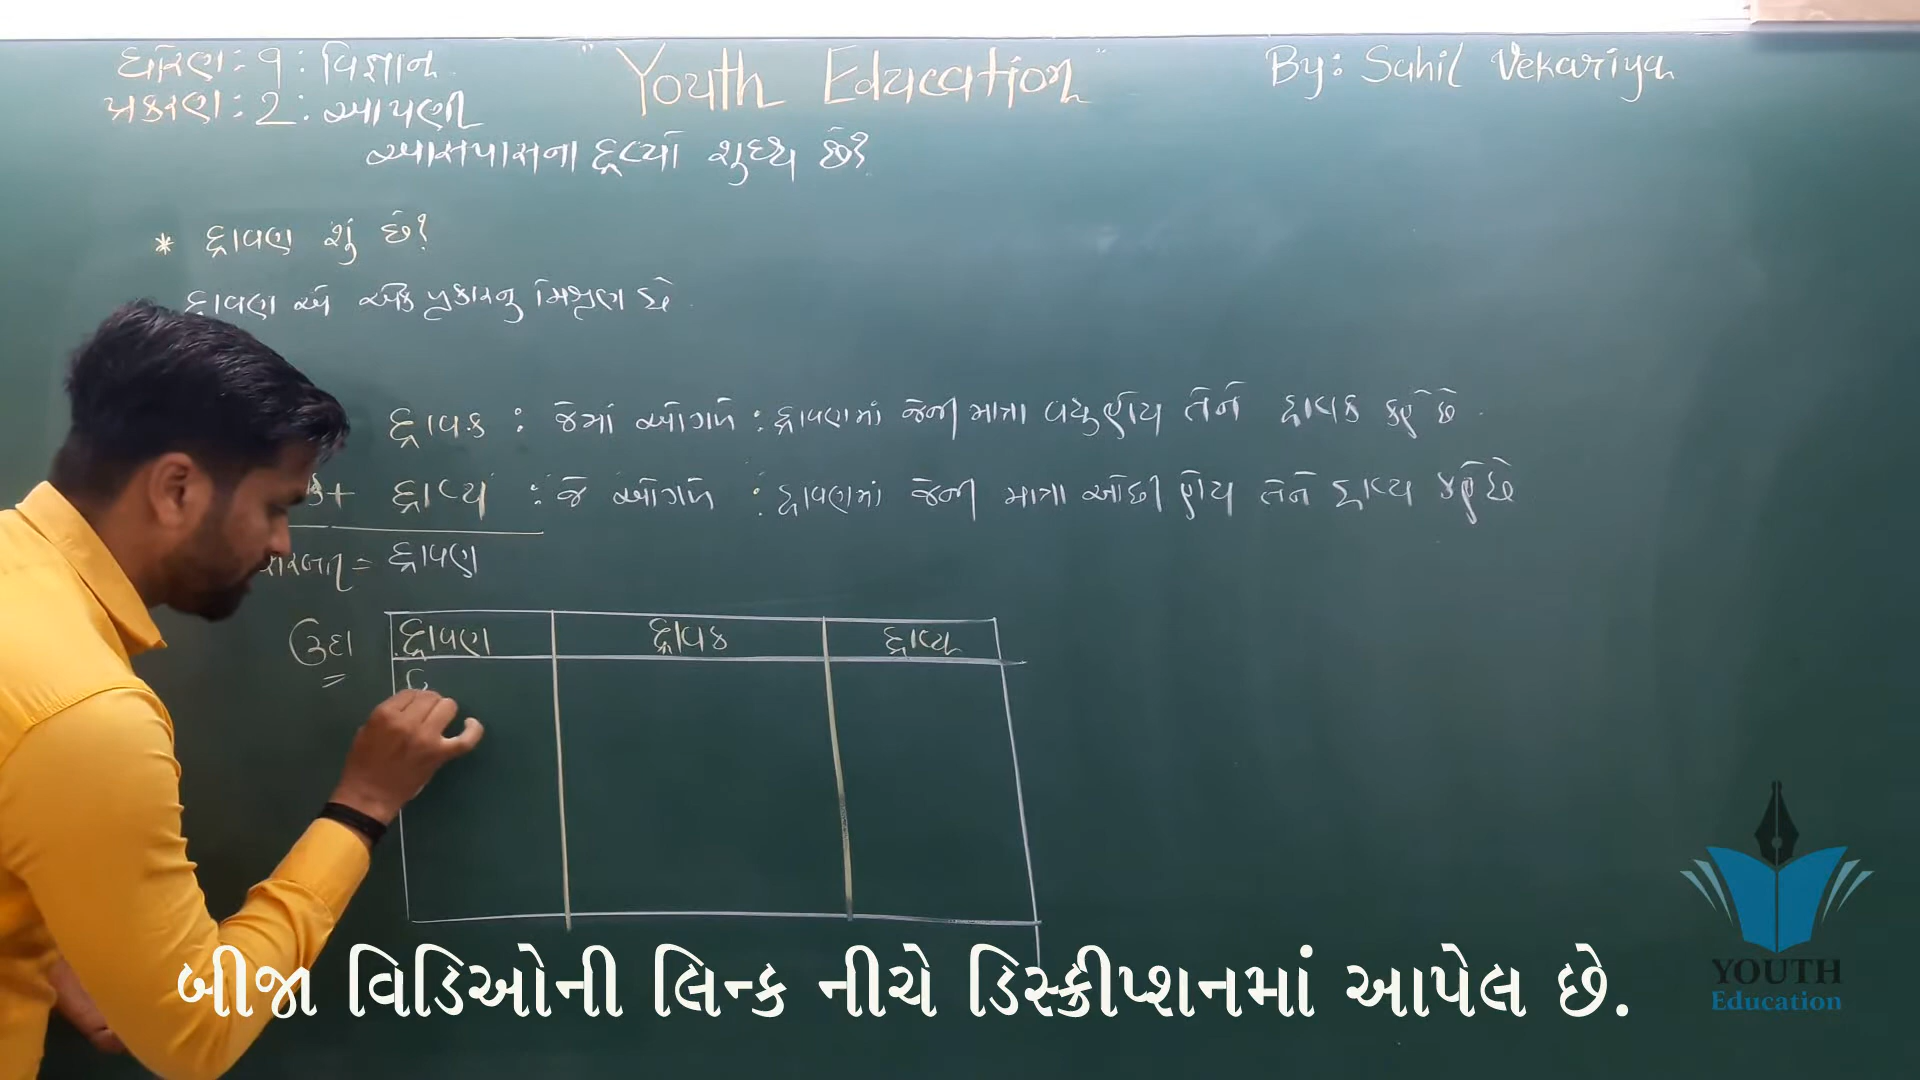 ધોરણ : ૧ : વિજ્ઞાન
"Youth Education"
By: Sahil Vekariya
પ્રકરણ : 2 : આપણી
આસપાસના દ્રવ્યો શુધ્ધ છે?
* દ્રાવણ શું છે?
દ્રાવણ એ એક પ્રકારનુ મિશ્રણ છે.
દ્રાવક : જેમાં ઓગળે : દ્રાવણમાં જેની માત્રા વધુ હોય તેને દ્રાવક કહે છે.
+ દ્રાવ્ય : જે ઓગળે : દ્રાવણમાં જેની માત્રા ઓછી હોય તેને દ્રાવ્ય કહે છે
= દ્રાવણ
ઉદા
દ્રાવણ દ્રાવક દ્રાવ્ય
બીજા વિડિઓની લિન્ક નીચે ડિસ્ક્રીપ્શનમાં આપેલ છે.
YOUTH
Education